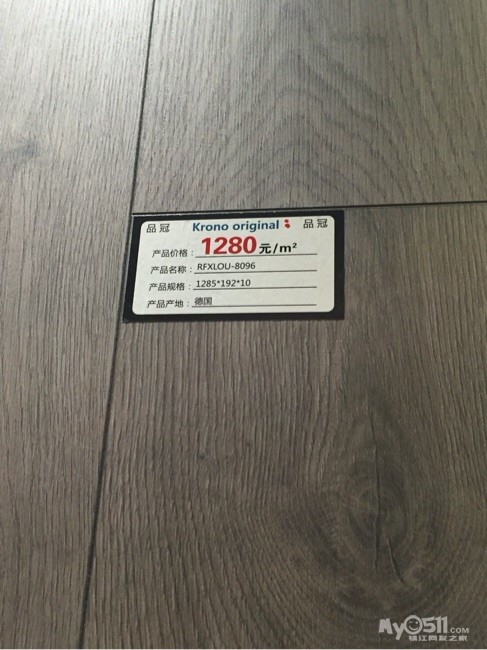 品冠 Krono original 品冠
产品价格: 1280元/m²
产品名称: RFXLOU-8096
产品规格: 1285*192*10
产品产地: 德国
My0511.COM
镇江网友之家